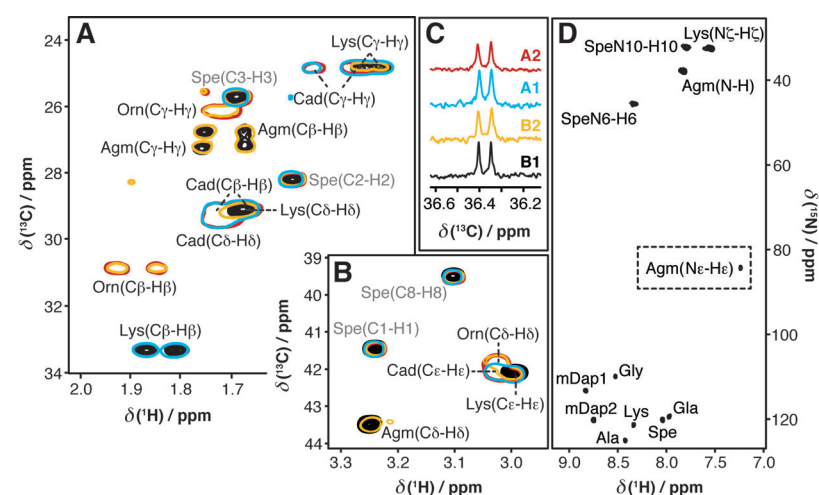 A
24
26
28
30
32
34
δ(¹³C) / ppm
2.0
1.9
1.8
1.7
δ(¹H) / ppm
Lys(Cγ-Hγ)
Spe(C3-H3)
Cad(Cγ-Hγ)
Orn(Cγ-Hγ)
Agm(Cβ-Hβ)
Agm(Cγ-Hγ)
Cad(Cβ-Hβ)
Spe(C2-H2)
Lys(Cδ-Hδ)
Cad(Cδ-Hδ)
Orn(Cβ-Hβ)
Lys(Cβ-Hβ)
B
39
40
41
42
43
44
δ(¹³C) / ppm
3.3
3.2
3.1
3.0
δ(¹H) / ppm
Spe(C8-H8)
Spe(C1-H1)
Orn(Cδ-Hδ)
Cad(Cε-Hε)
Lys(Cε-Hε)
Agm(Cδ-Hδ)
C
A2
A1
B2
B1
36.6
36.4
36.2
δ(¹³C) / ppm
D
Lys(Nζ-Hζ)
SpeN10-H10
Agm(N-H)
SpeN6-H6
Agm(Nε-Hε)
Gly
mDap1
mDap2
Lys
Gla
Ala
Spe
40
60
80
100
120
δ(¹⁵N) / ppm
9.0
8.5
8.0
7.5
7.0
δ(¹H) / ppm